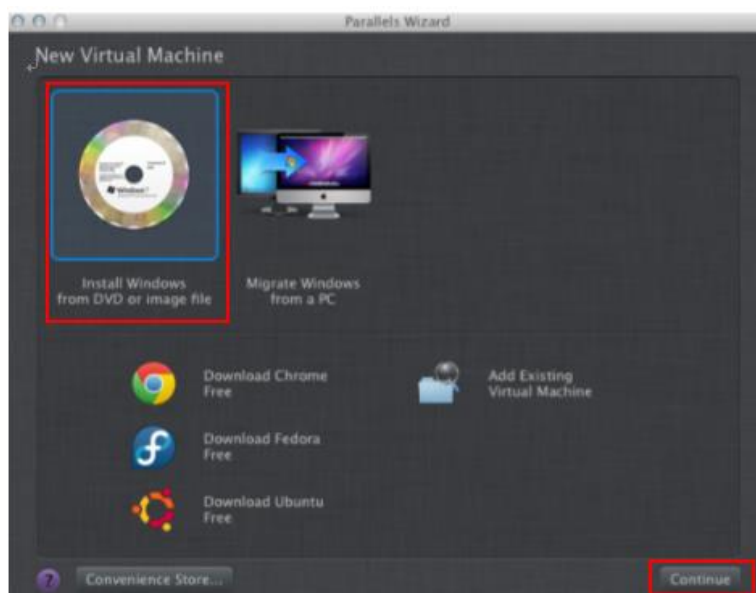 Parallels Wizard
New Virtual Machine
Install Windows
from DVD or image file
Migrate Windows
from a PC
Download Chrome
Free
Add Existing
Virtual Machine
Download Fedora
Free
Download Ubuntu
Free
?
Convenience Store...
Continue